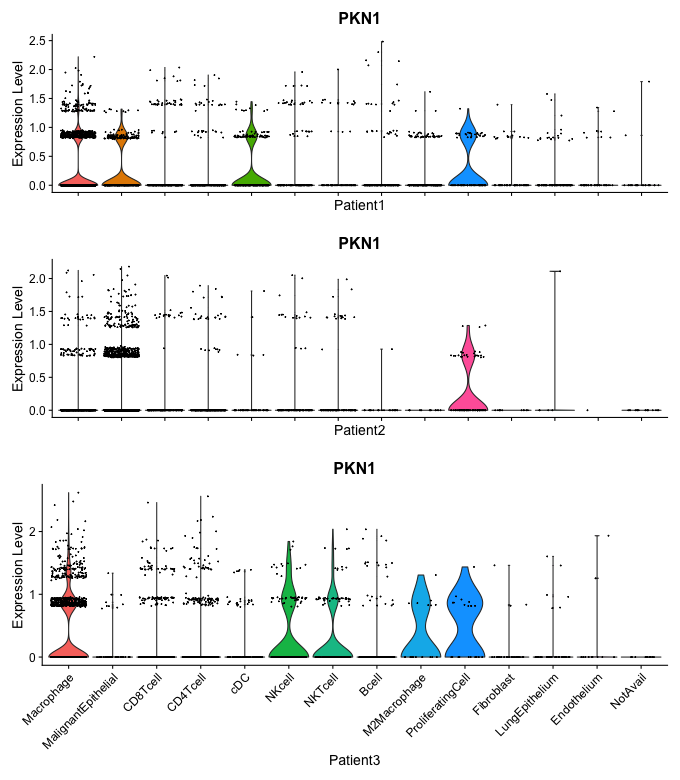 PKN1
Expression Level
2.5
2.0
1.5
1.0
0.5
0.0
Patient1
PKN1
Expression Level
2.0
1.5
1.0
0.5
0.0
Patient2
PKN1
Expression Level
2
1
0
Macrophage
MalignantEpithelial
CD8Tcell
CD4Tcell
cDC
NKcell
NKTcell
Bcell
M2Macrophage
ProliferatingCell
Fibroblast
LungEpithelium
Endothelium
NotAvail
Patient3